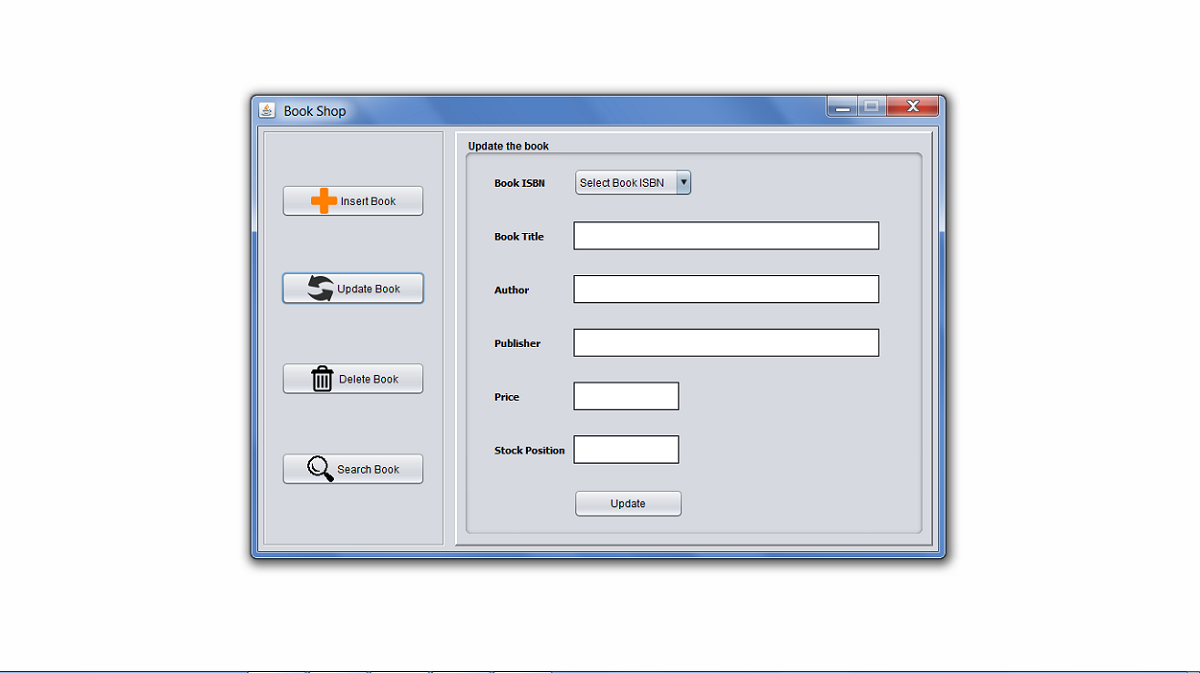 Book Shop
Insert Book
Update Book
Delete Book
Search Book
Update the book
Book ISBN
Select Book ISBN
Book Title
Author
Publisher
Price
Stock Position
Update